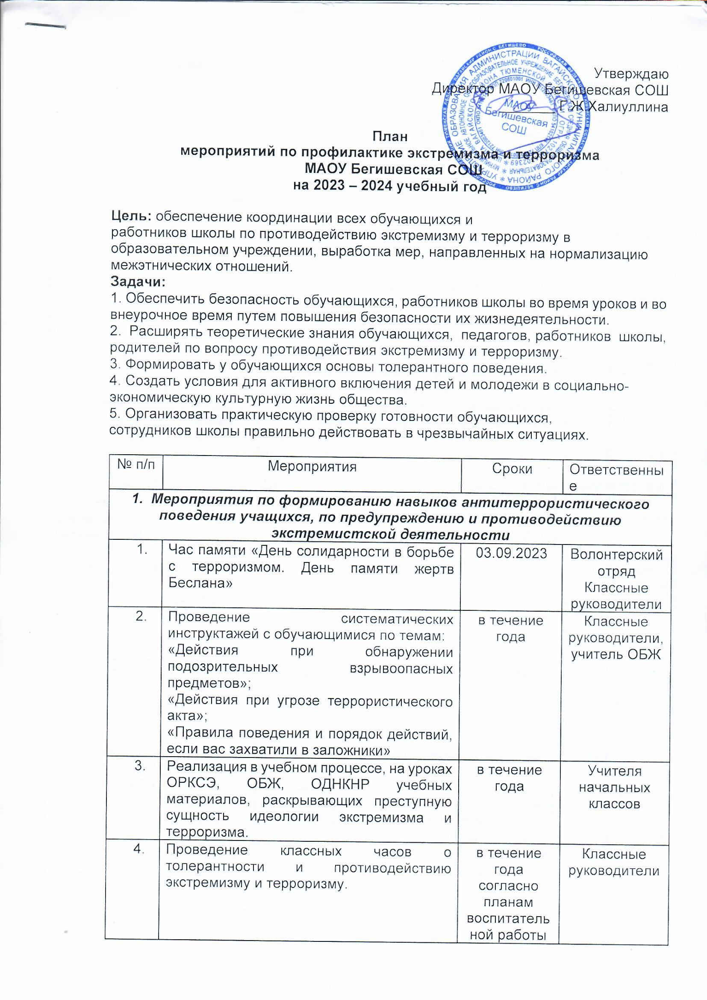 Утверждаю
Директор МАОУ Бегишевская СОШ
Г.Ж.Халиуллина
МАОУ
Бегишевская
СОШ
План
мероприятий по профилактике экстремизма и терроризма
МАОУ Бегишевская СОШ
на 2023 – 2024 учебный год
Цель: обеспечение координации всех обучающихся и
работников школы по противодействию экстремизму и терроризму в
образовательном учреждении, выработка мер, направленных на нормализацию
межэтнических отношений.
Задачи:
1. Обеспечить безопасность обучающихся, работников школы во время уроков и во
внеурочное время путем повышения безопасности их жизнедеятельности.
2. Расширять теоретические знания обучающихся, педагогов, работников школы,
родителей по вопросу противодействия экстремизму и терроризму.
3. Формировать у обучающихся основы толерантного поведения.
4. Создать условия для активного включения детей и молодежи в социально-
экономическую культурную жизнь общества.
5. Организовать практическую проверку готовности обучающихся,
сотрудников школы правильно действовать в чрезвычайных ситуациях.
№ п/п
Мероприятия
Сроки
Ответственны
е
1. Мероприятия по формированию навыков антитеррористического
поведения учащихся, по предупреждению и противодействию
экстремистской деятельности
1.
Час памяти «День солидарности в борьбе
с терроризмом. День памяти жертв
Беслана»
03.09.2023
Волонтерский
отряд
Классные
руководители
2.
Проведение систематических
инструктажей с обучающимися по темам:
«Действия при обнаружении
подозрительных взрывоопасных
предметов»;
«Действия при угрозе террористического
акта»;
«Правила поведения и порядок действий,
если вас захватили в заложники»
в течение
года
Классные
руководители,
учитель ОБЖ
3.
Реализация в учебном процессе, на уроках
ОРКСЭ, ОБЖ, ОДНКНР учебных
материалов, раскрывающих преступную
сущность идеологии экстремизма и
терроризма.
в течение
года
Учителя
начальных
классов
4.
Проведение классных часов о
толерантности и противодействию
экстремизму и терроризму.
в течение
года
согласно
планам
воспитатель
ной работы
Классные
руководители